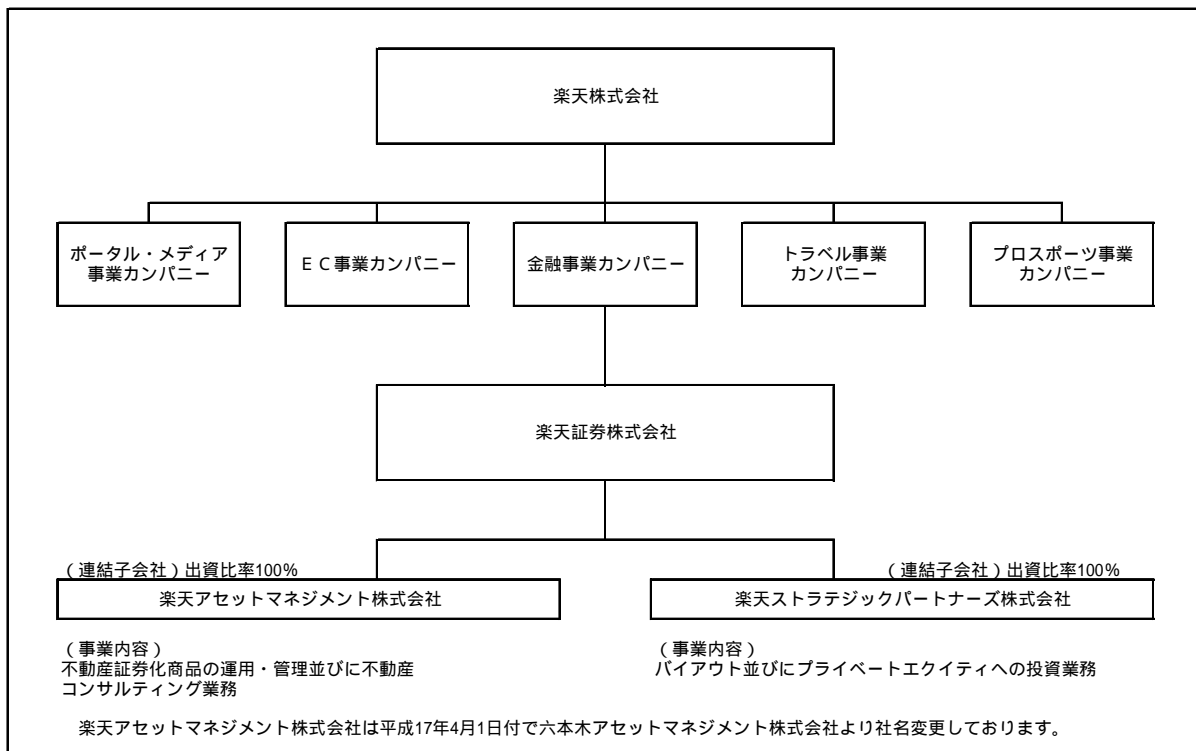 楽天株式会社
ポータル・メディア
事業カンパニー
ＥＣ事業カンパニー
金融事業カンパニー
トラベル事業
カンパニー
プロスポーツ事業
カンパニー
楽天証券株式会社
（連結子会社）出資比率100%
楽天アセットマネジメント株式会社
（事業内容）
不動産証券化商品の運用・管理並びに不動産
コンサルティング業務
（連結子会社）出資比率100%
楽天ストラテジックパートナーズ株式会社
（事業内容）
バイアウト並びにプライベートエクイティへの投資業務
楽天アセットマネジメント株式会社は平成17年4月1日付で六本木アセットマネジメント株式会社より社名変更しております。